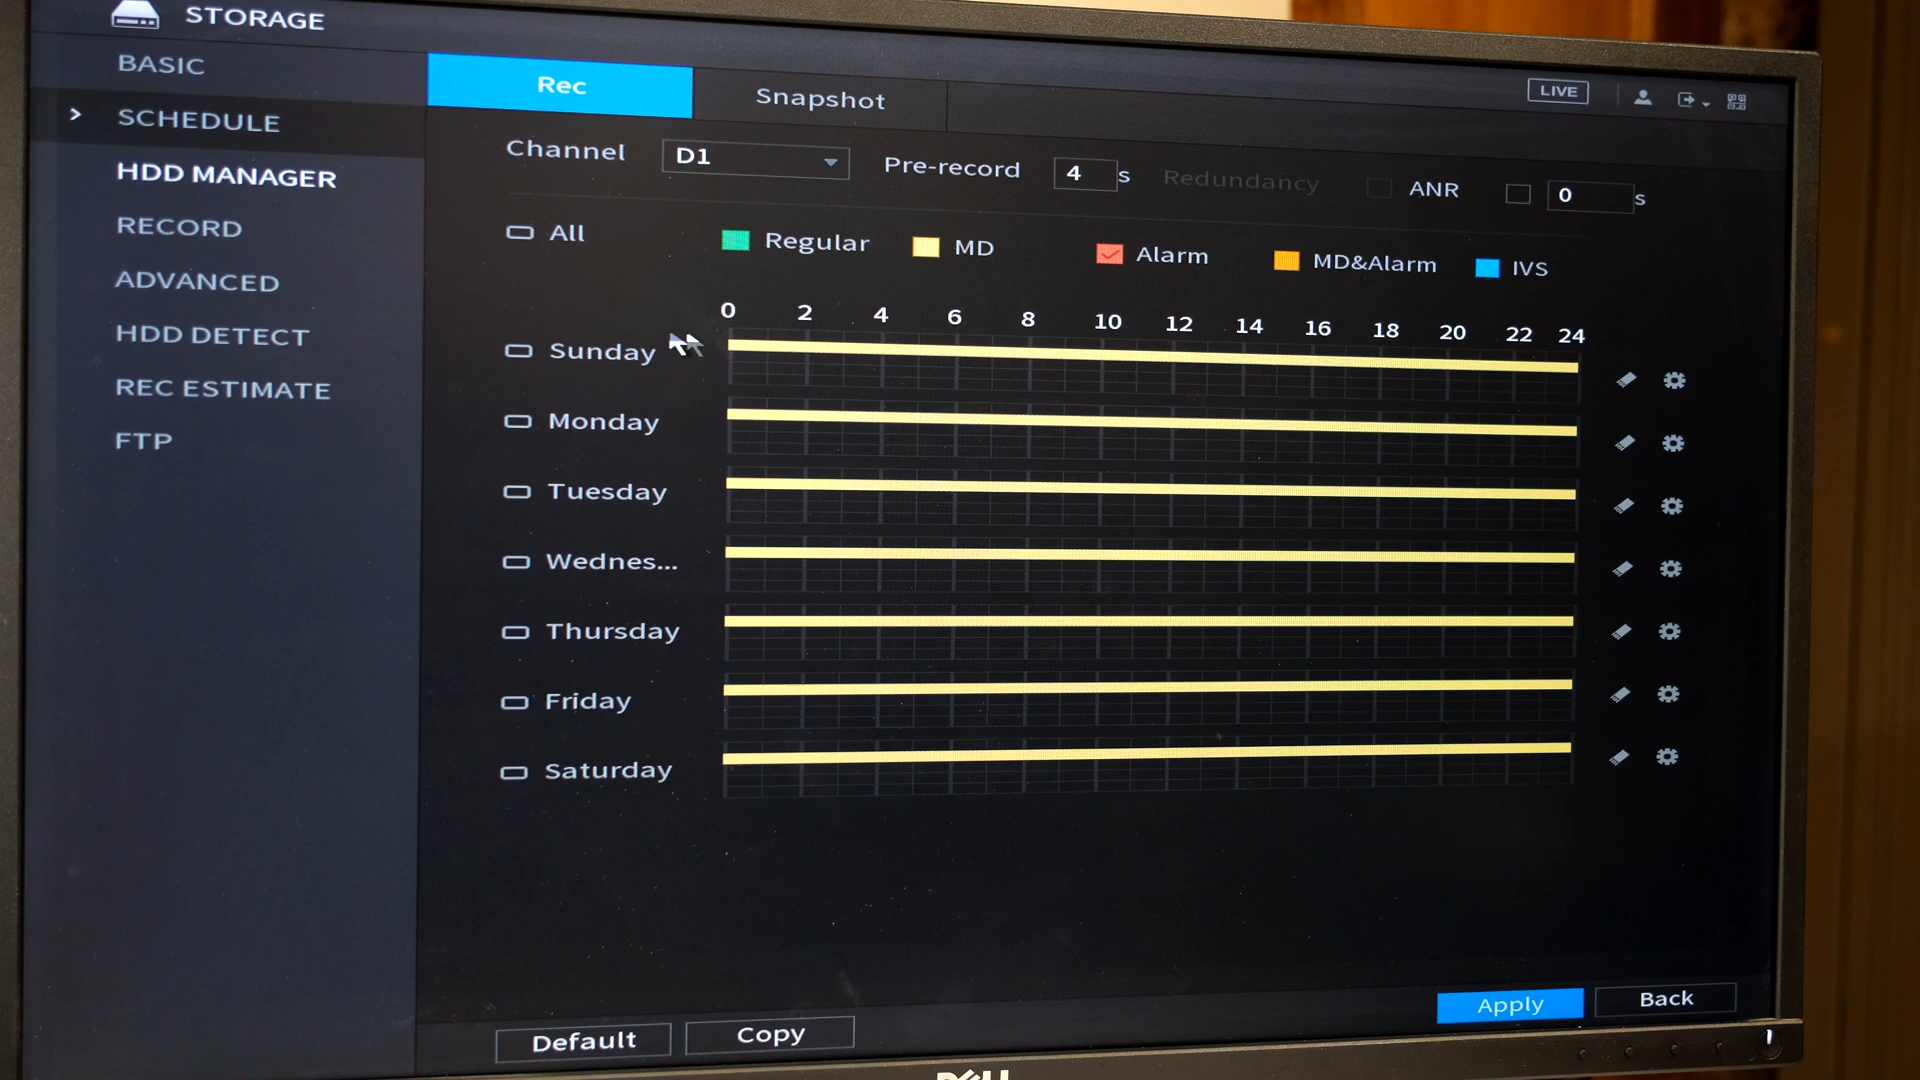 STORAGE
BASIC
SCHEDULE
HDD MANAGER
RECORD
ADVANCED
HDD DETECT
REC ESTIMATE
FTP
Rec Snapshot LIVE
Channel D1 Pre-record 4 s Redundancy ANR 0 s
All Regular MD Alarm MD&Alarm IVS
0 2 4 6 8 10 12 14 16 18 20 22 24
Sunday
Monday
Tuesday
Wednes...
Thursday
Friday
Saturday
Default Copy Apply Back
DELL